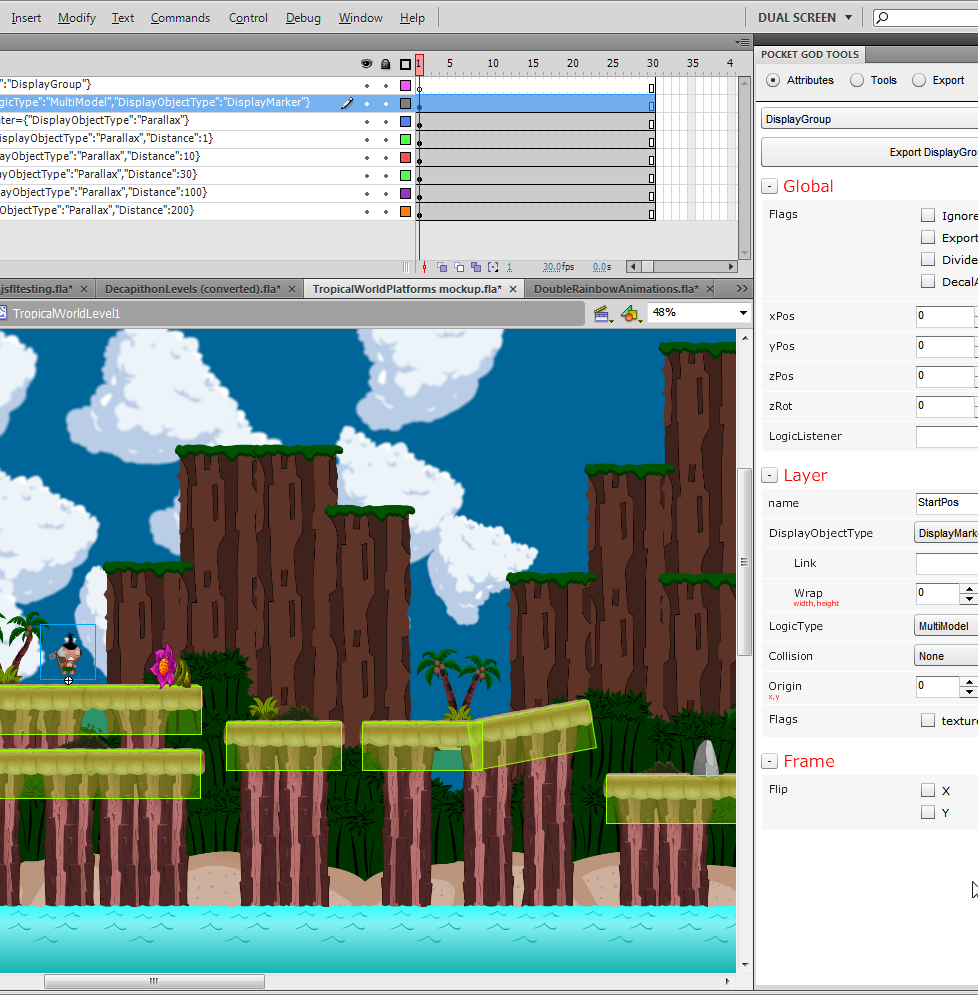 Insert Modify Text Commands Control Debug Window Help DUAL SCREEN
POCKET GOD TOOLS
1 5 10 15 20 25 30 35 4
Attributes Tools Export
":"DisplayGroup"}
gicType":"MultiModel","DisplayObjectType":"DisplayMarker"}
ter={"DisplayObjectType":"Parallax"}
isplayObjectType":"Parallax","Distance":1}
ayObjectType":"Parallax","Distance":10}
ayObjectType":"Parallax","Distance":30}
ayObjectType":"Parallax","Distance":100}
ObjectType":"Parallax","Distance":200}
1 30.0fps 0.0s
jsfltesting.fla* × DecapithonLevels (converted).fla* × TropicalWorldPlatforms mockup.fla* × DoubleRainbowAnimations.fla* × >>
TropicalWorldLevel1 48%
DisplayGroup
Export DisplayGrou
- Global
Flags Ignore
Export
Divide
DecalA
xPos 0
yPos 0
zPos 0
zRot 0
LogicListener
- Layer
name StartPos
DisplayObjectType DisplayMark
Link
Wrap 0
width, height
LogicType MultiModel
Collision None
Origin 0
x,y
Flags texture
- Frame
Flip X
Y